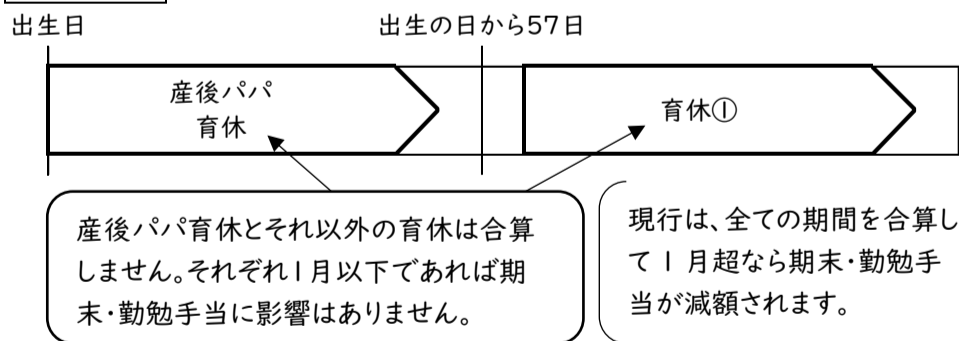 出生日
出生の日から57日
産後パパ
育休
育休①
産後パパ育休とそれ以外の育休は合算
しません。それぞれ1月以下であれば期
末・勤勉手当に影響はありません。
現行は、全ての期間を合算し
て1月超なら期末・勤勉手
当が減額されます。